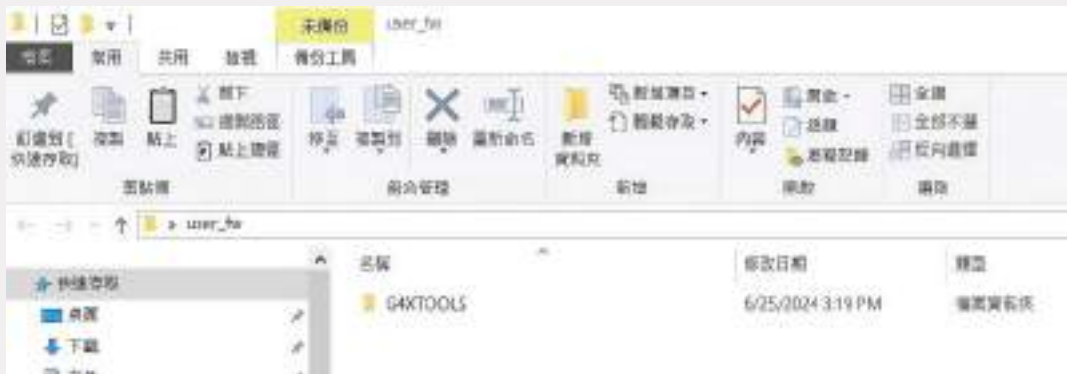 未備份 user_fw
檔案 常用 共用 檢視 備份工具
釘選到 [快速存取]
複製
貼上
剪下
複製路徑
貼上捷徑
移至
複製到
刪除
重新命名
新增
資料夾
新增項目
輕鬆存取
內容
開啟
編輯
歷程記錄
全選
全部不選
反向選擇
剪貼簿 組合管理 新增 開啟 選取
user_fw
名稱 修改日期 類型
快速存取
G4XTOOLS 6/25/2024 3:19 PM 檔案資料夾
桌面
下載